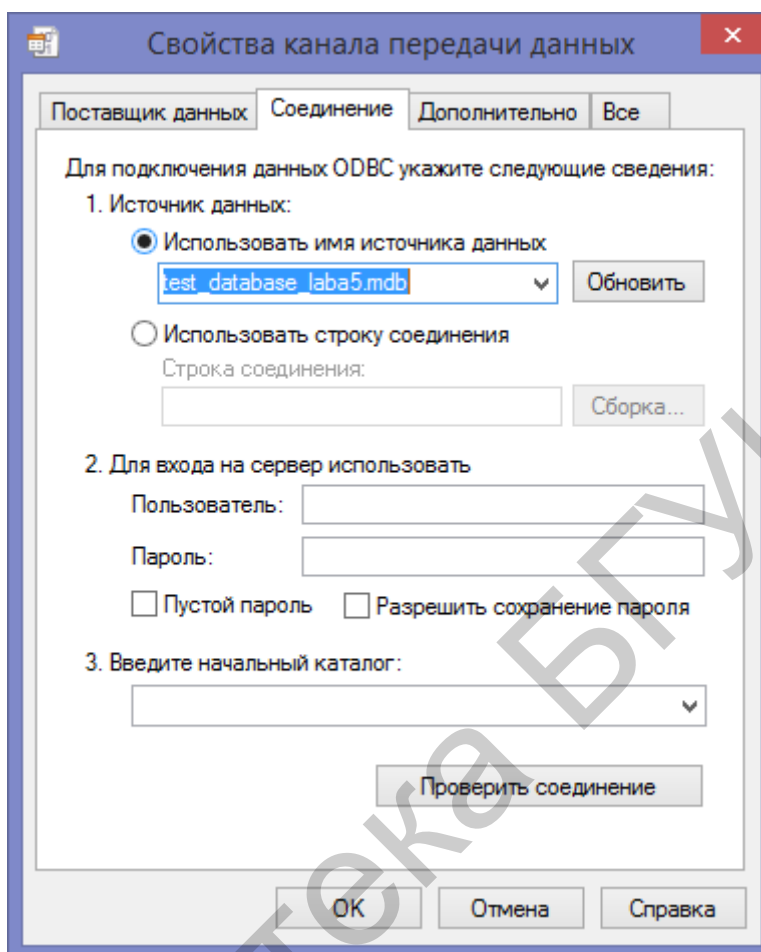 Свойства канала передачи данных
Поставщик данных Соединение Дополнительно Все
Для подключения данных ODBC укажите следующие сведения:
1. Источник данных:
Использовать имя источника данных
test_database_laba5.mdb Обновить
Использовать строку соединения
Строка соединения:
Сборка...
2. Для входа на сервер использовать
Пользователь:
Пароль:
Пустой пароль Разрешить сохранение пароля
3. Введите начальный каталог:
Проверить соединение
OK Отмена Справка